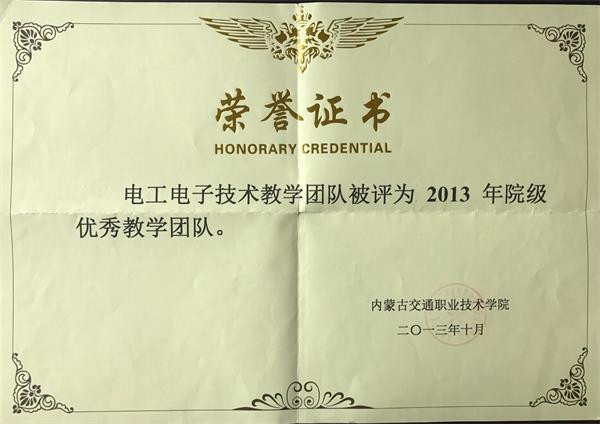 荣誉证书
HONORARY CREDENTIAL
电工电子技术教学团队被评为 2013 年院级
优秀教学团队。
内蒙古交通职业技术学院
二〇一三年十月